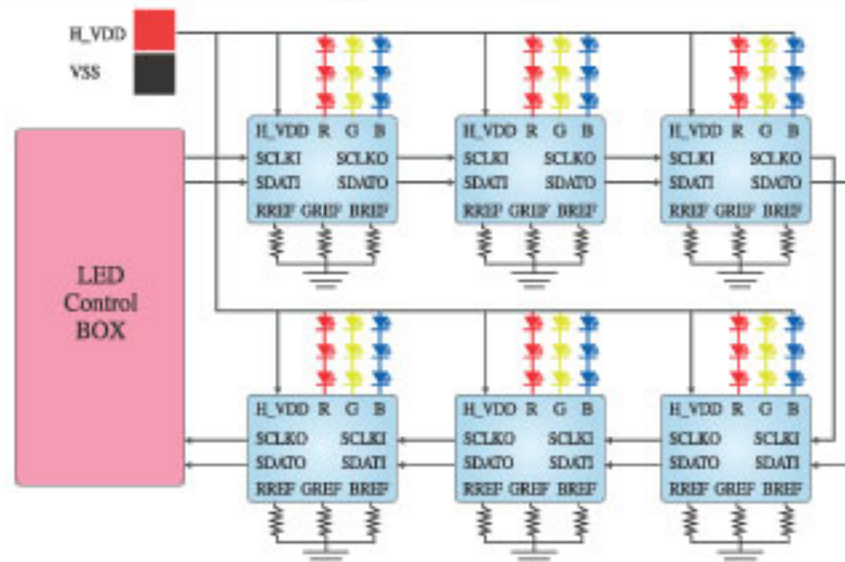 H_VDD
VSS
H_VDD R G B
H_VDD R G B
H_VDD R G B
SCLKI SCLKO
SCLKI SCLKO
SCLKI SCLKO
SDATI SDATO
SDATI SDATO
SDATI SDATO
RREF GREF BREF
RREF GREF BREF
RREF GREF BREF
LED
Control
BOX
H_VDD R G B
H_VDD R G B
H_VDD R G B
SCLKO SCLKI
SCLKO SCLKI
SCLKO SCLKI
SDATO SDATI
SDATO SDATI
SDATO SDATI
RREF GREF BREF
RREF GREF BREF
RREF GREF BREF